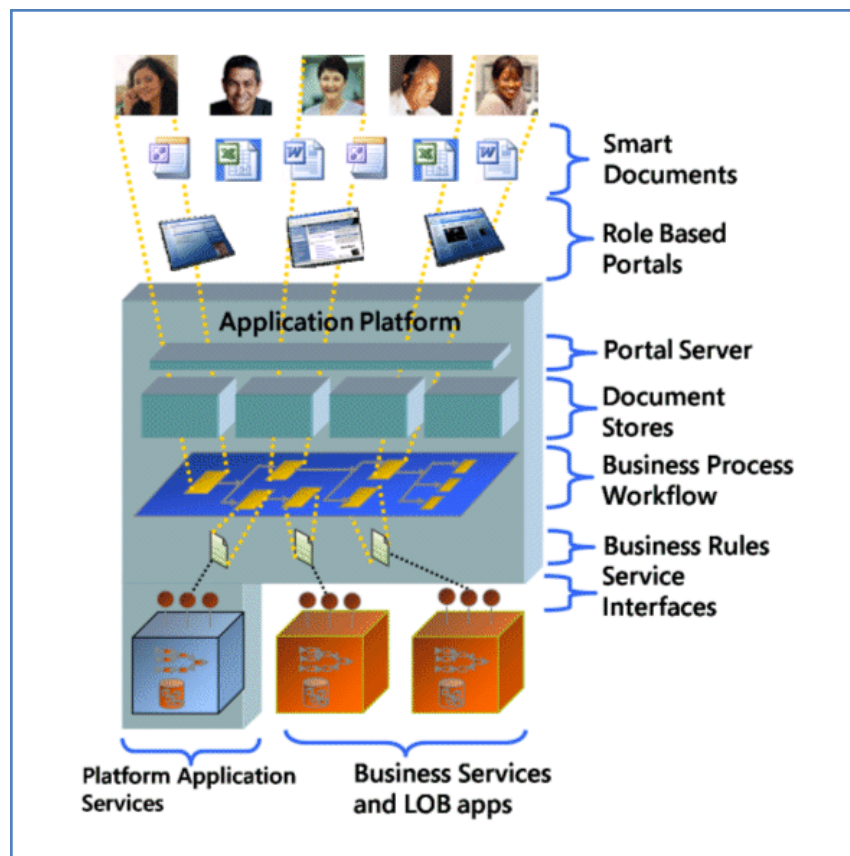 Smart
Documents
Role Based
Portals
Application Platform
Portal Server
Document
Stores
Business Process
Workflow
Business Rules
Service
Interfaces
Platform Application
Services
Business Services
and LOB apps